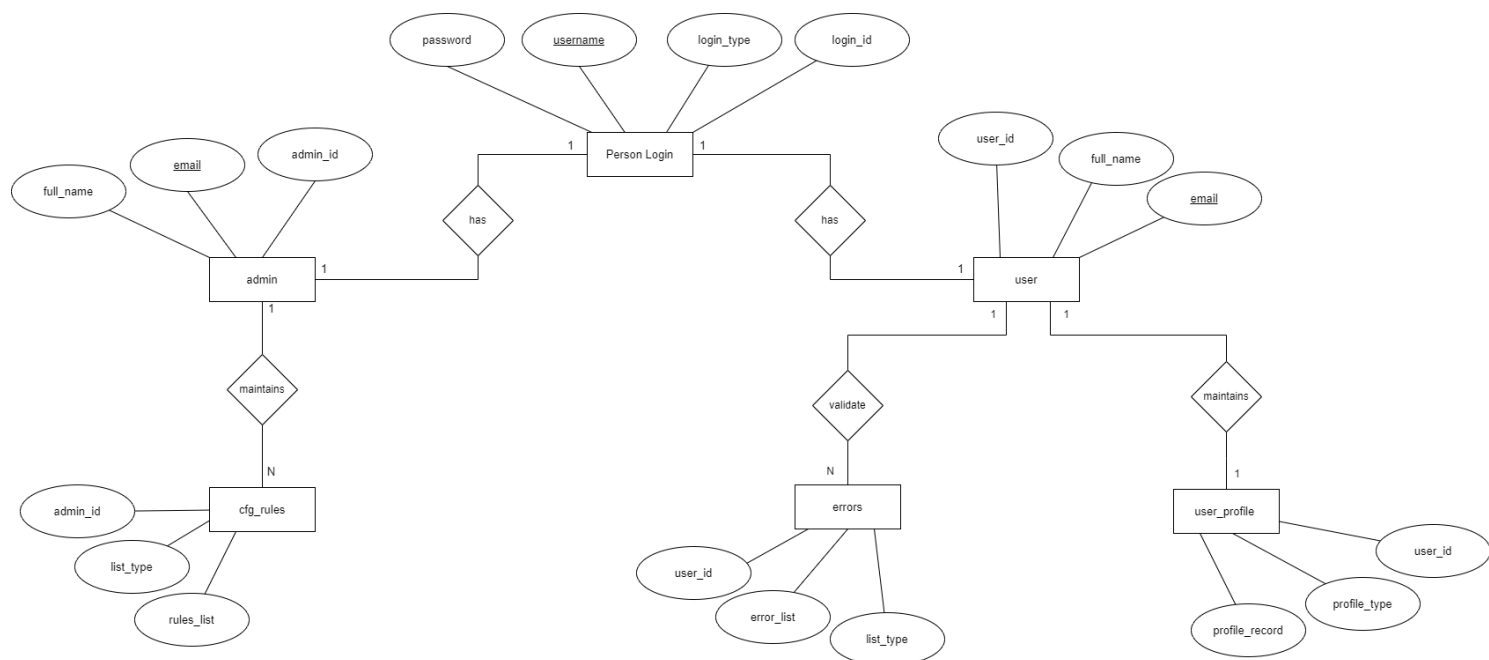 password
username
login_type
login_id
Person Login
1
1
user_id
full_name
email
full_name
email
admin_id
has
has
admin
1
1
user
1
1
1
maintains
validate
maintains
N
N
1
cfg_rules
errors
user_profile
admin_id
list_type
rules_list
user_id
error_list
list_type
user_id
profile_type
profile_record